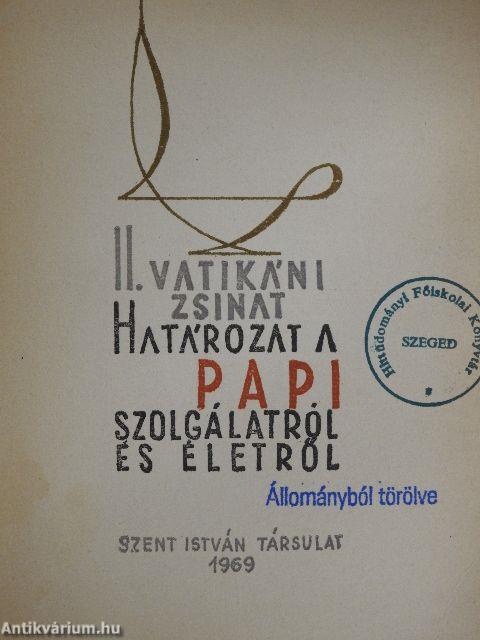 II. VATIKÁNI
ZSINAT
HATÁROZAT A
PAPI
SZOLGÁLATRÓL
ÉS ÉLETRŐL
Hittudományi Főiskolai Könyvtár
SZEGED
*
Állományból törölve
SZENT ISTVÁN TÁRSULAT
1969
Antikvárium.hu